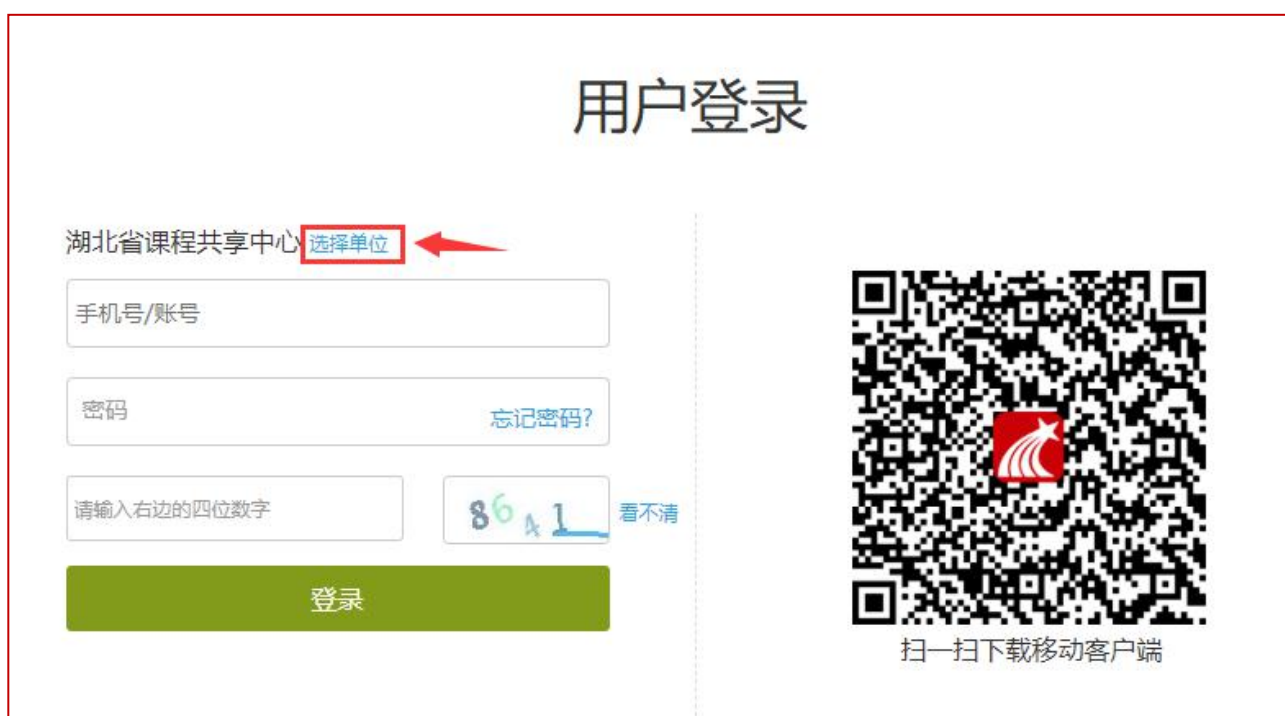 用户登录
湖北省课程共享中心 选择单位
手机号/账号
密码 忘记密码?
请输入右边的四位数字 8641 看不清
登录
扫一扫下载移动客户端